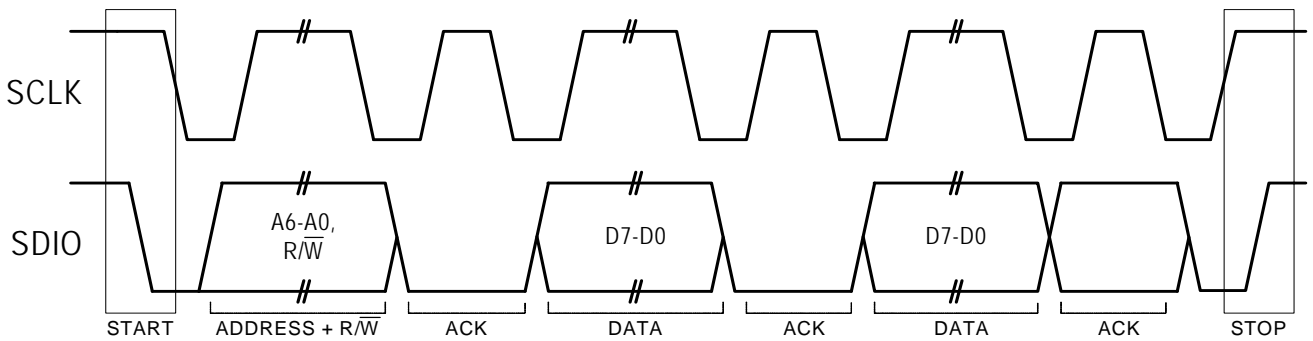 SCLK
SDIO
A6-A0,
R/W̅
D7-D0
D7-D0
START
ADDRESS + R/W̅
ACK
DATA
ACK
DATA
ACK
STOP